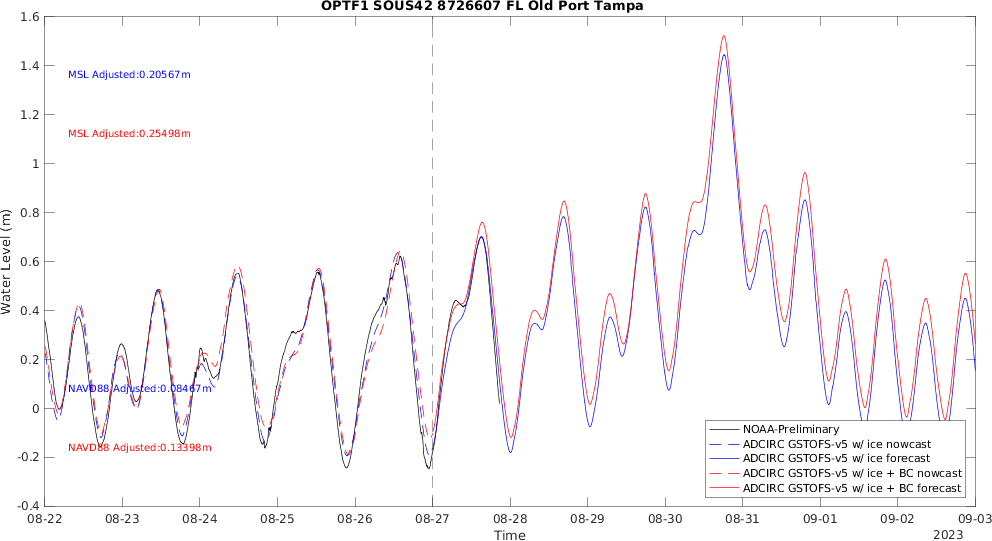 OPTF1 SOUS42 8726607 FL Old Port Tampa
1.6
1.4
1.2
1
0.8
0.6
0.4
0.2
0
-0.2
-0.4
Water Level (m)
MSL Adjusted:0.20567m
MSL Adjusted:0.25498m
NAVD88 Adjusted:0.08467m
NAVD88 Adjusted:0.13398m
NOAA-Preliminary
ADCIRC GSTOFS-v5 w/ ice nowcast
ADCIRC GSTOFS-v5 w/ ice forecast
ADCIRC GSTOFS-v5 w/ ice + BC nowcast
ADCIRC GSTOFS-v5 w/ ice + BC forecast
08-22 08-23 08-24 08-25 08-26 08-27 08-28 08-29 08-30 08-31 09-01 09-02 09-03
Time
2023